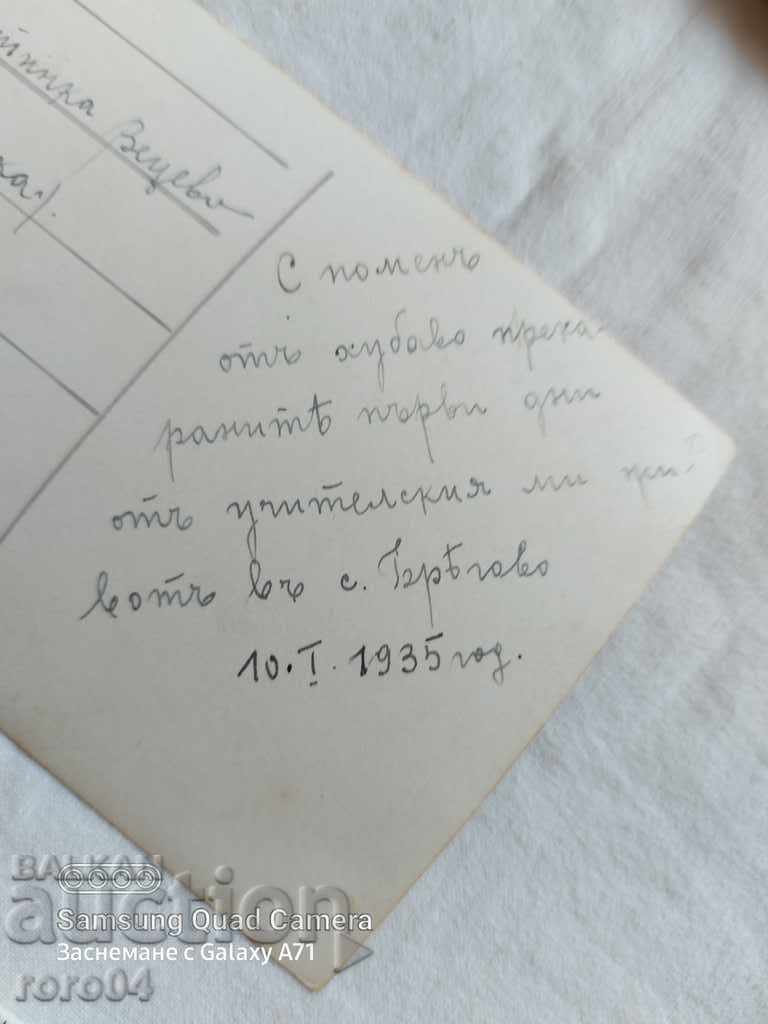 С поменъ
отъ хубаво прека-
ранитѣ първи дни
отъ учителския ми жи-
вотъ въ с. Брѣгово
10. I. 1935 год.
BALKAN
auction
Samsung Quad Camera
Заснемане с Galaxy A71
roro04